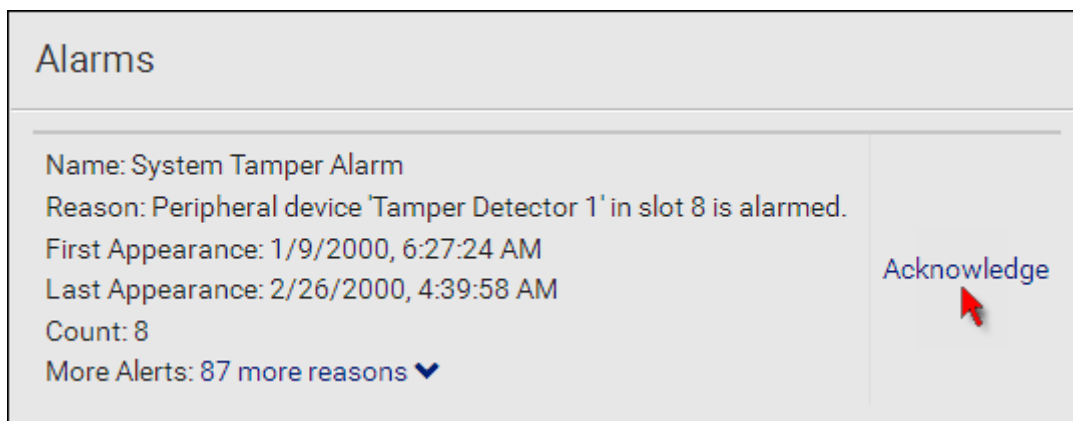 Alarms
Name: System Tamper Alarm
Reason: Peripheral device 'Tamper Detector 1' in slot 8 is alarmed.
First Appearance: 1/9/2000, 6:27:24 AM
Last Appearance: 2/26/2000, 4:39:58 AM
Count: 8
More Alerts: 87 more reasons
Acknowledge